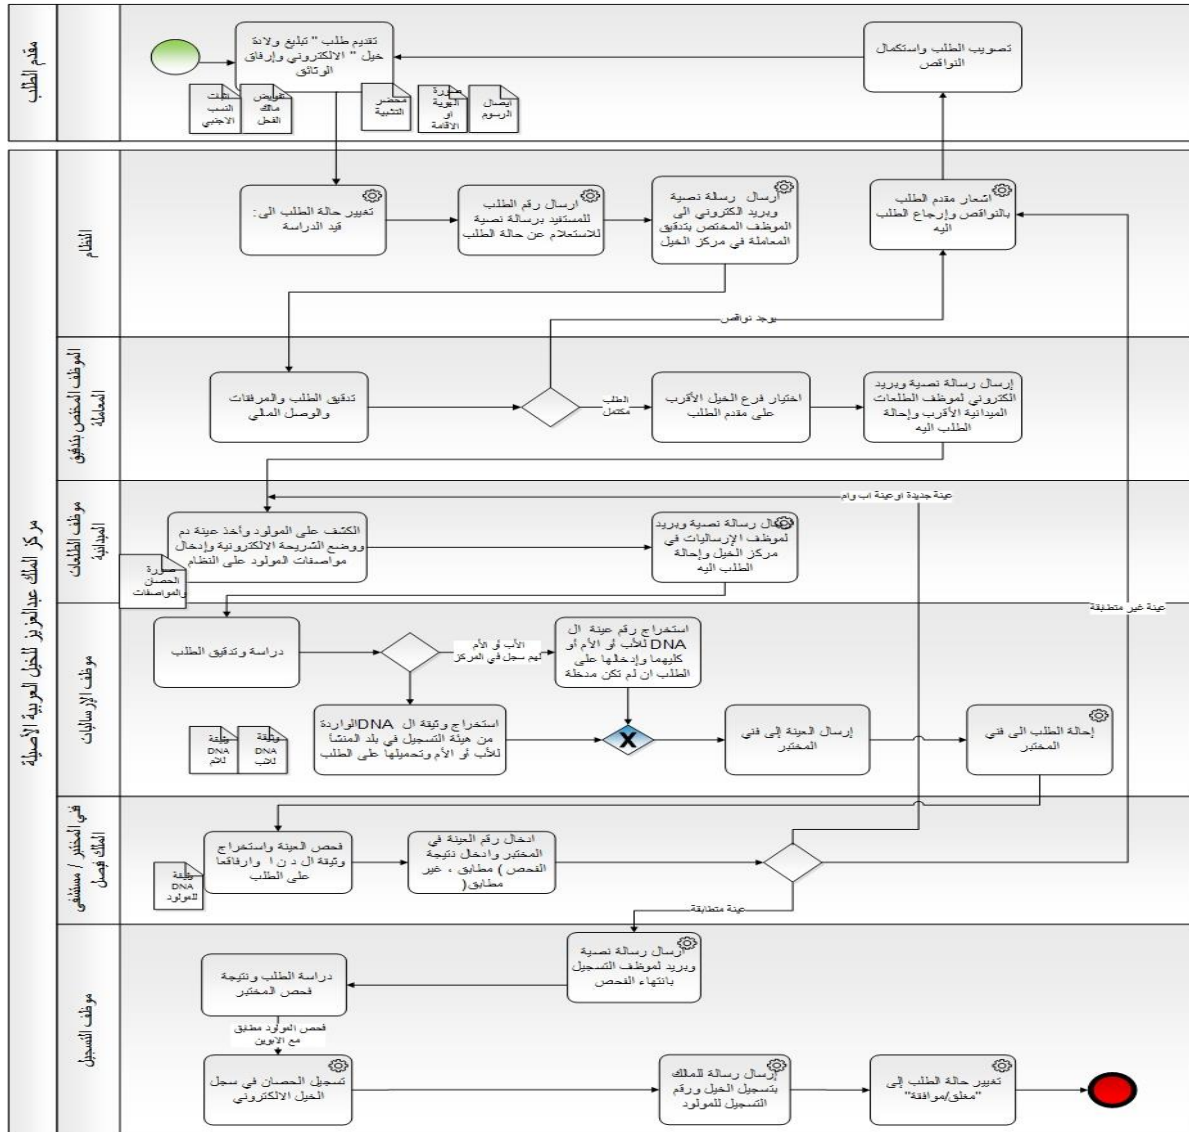 مقدم الطلب
تقديم طلب " تبليغ ولادة
خيل " الالكتروني وإرفاق
الوثائق
تصويب الطلب واستكمال
النواقص
اثبات
النسب
الاجنبي
تفويض
مالك
الفحل
محضر
التشبية
صورة
الهوية
او
الاقامة
ايصال
الرسوم
مركز الملك عبدالعزيز للخيل العربية الأصيلة
النظام
تغيير حالة الطلب الى:
قيد الدراسة
ارسال رقم الطلب
للمستفيد برسالة نصية
للاستعلام عن حالة الطلب
ارسال رسالة نصية
وبريد الكتروني الى
الموظف المختص بتدقيق
المعاملة في مركز الخيل
اشعار مقدم الطلب
بالنواقص وإرجاع الطلب
اليه
يوجد نواقص
الموظف المختص بتدقيق
المعاملة
تدقيق الطلب والمرفقات
والوصل المالي
الطلب
مكتمل
اختيار فرع الخيل الأقرب
على مقدم الطلب
إرسال رسالة نصية وبريد
الكتروني لموظف الطلعات
الميدانية الأقرب وإحالة
الطلب اليه
موظف الطلعات
الميدانية
عينة جديدة اوعينة اب وام
الكشف على المولود وأخذ عينة دم
ووضع الشريحة الالكترونية وإدخال
مواصفات المولود على النظام
صورة
الحصان
والمواصفات
إرسال رسالة نصية وبريد
لموظف الإرساليات في
مركز الخيل وإحالة
الطلب اليه
عينة غير متطابقة
موظف الإرساليات
دراسة وتدقيق الطلب
الأب أو الأم
لهم سجل في المركز
استخراج رقم عينة ال
DNA للأب أو الأم أو
كليهما وإدخالها على
الطلب ان لم تكن مدخلة
وثيقة
DNA
للام
وثيقة
DNA
للاب
استخراج وثيقة ال DNAالواردة
من هيئة التسجيل في بلد المنشأ
للأب أو الأم وتحميلها على الطلب
X
إرسال العينة إلى فني
المختبر
إحالة الطلب الى فني
المختبر
فني المختبر / مستشفى
الملك فيصل
فحص العينة واستخراج
وثيقة ال د ن ا وارفاقها
على الطلب
وثيقة
DNA
للمولود
ادخال رقم العينة في
المختبر وادخال نتيجة
الفحص ) مطابق ، غير
مطابق(
عينة متطابقة
موظف التسجيل
إرسال رسالة نصية
وبريد لموظف التسجيل
بانتهاء الفحص
دراسة الطلب ونتيجة
فحص المختبر
فحص المولود مطابق
مع الابوين
تسجيل الحصان في سجل
الخيل الالكتروني
إرسال رسالة للمالك
بتسجيل الخيل ورقم
التسجيل للمولود
تغيير حالة الطلب إلى
"مغلق/موافقة"